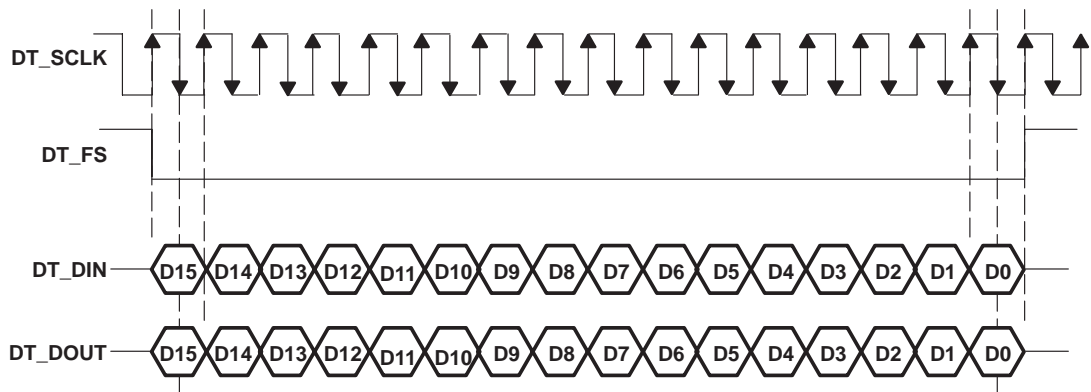 DT_SCLK
DT_FS
DT_DIN D15 D14 D13 D12 D11 D10 D9 D8 D7 D6 D5 D4 D3 D2 D1 D0
DT_DOUT D15 D14 D13 D12 D11 D10 D9 D8 D7 D6 D5 D4 D3 D2 D1 D0